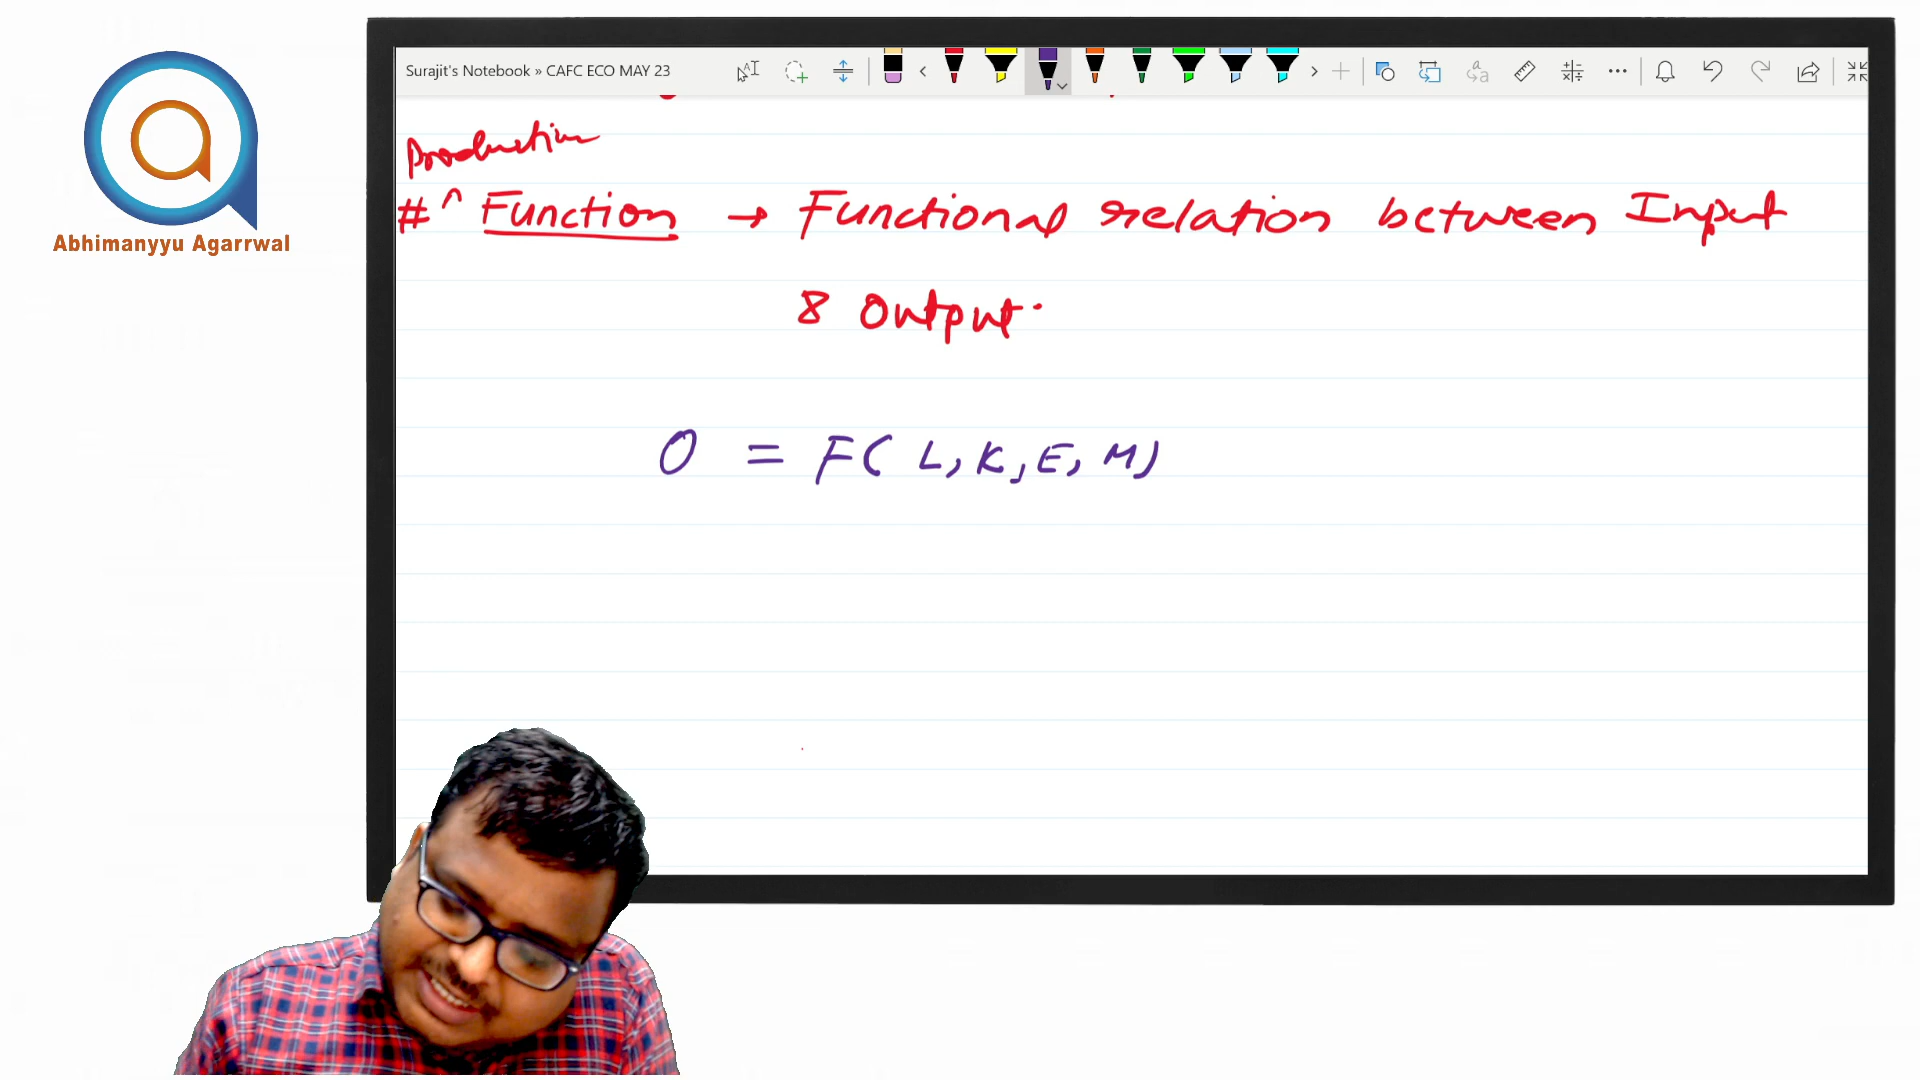 Surajit's Notebook » CAFC ECO MAY 23
Abhimanyyu Agarrwal
Production
# ^ Function → Functional relation between Input
& Output.
O = F( L, K, E, M)